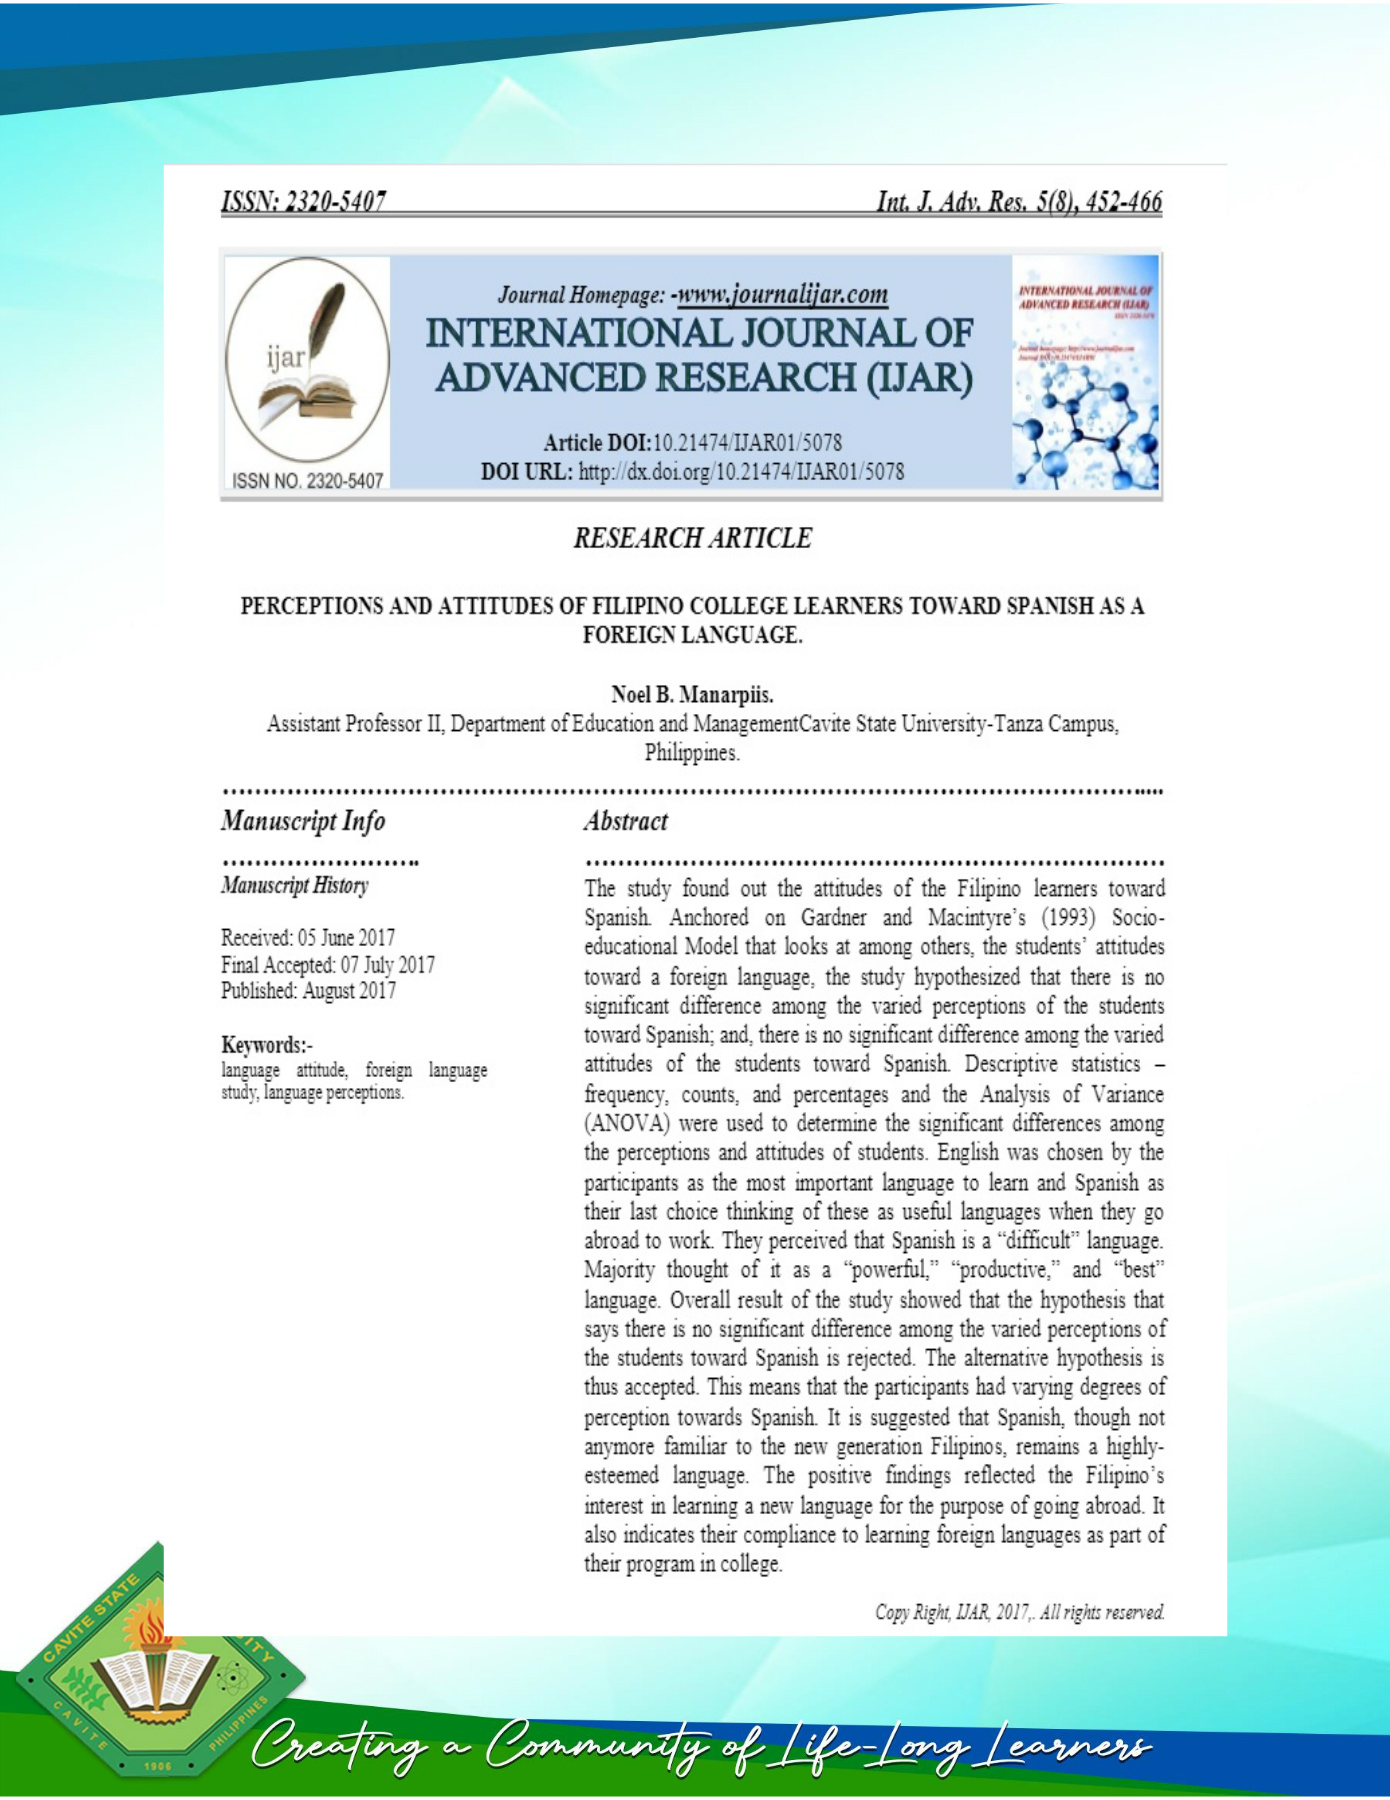 ISSN: 2320-5407 Int. J. Adv. Res. 5(8), 452-466
ijar
ISSN NO. 2320-5407
Journal Homepage: -www.journalijar.com
INTERNATIONAL JOURNAL OF
ADVANCED RESEARCH (IJAR)
Article DOI:10.21474/IJAR01/5078
DOI URL: http://dx.doi.org/10.21474/IJAR01/5078
INTERNATIONAL JOURNAL OF
ADVANCED RESEARCH (IJAR)
RESEARCH ARTICLE
PERCEPTIONS AND ATTITUDES OF FILIPINO COLLEGE LEARNERS TOWARD SPANISH AS A
FOREIGN LANGUAGE.
Noel B. Manarpiis.
Assistant Professor II, Department of Education and ManagementCavite State University-Tanza Campus,
Philippines.
Manuscript Info
Manuscript History
Received: 05 June 2017
Final Accepted: 07 July 2017
Published: August 2017
Keywords:-
language attitude, foreign language
study, language perceptions.
Abstract
The study found out the attitudes of the Filipino learners toward
Spanish. Anchored on Gardner and Macintyre’s (1993) Socio-
educational Model that looks at among others, the students’ attitudes
toward a foreign language, the study hypothesized that there is no
significant difference among the varied perceptions of the students
toward Spanish; and, there is no significant difference among the varied
attitudes of the students toward Spanish. Descriptive statistics –
frequency, counts, and percentages and the Analysis of Variance
(ANOVA) were used to determine the significant differences among
the perceptions and attitudes of students. English was chosen by the
participants as the most important language to learn and Spanish as
their last choice thinking of these as useful languages when they go
abroad to work. They perceived that Spanish is a “difficult” language.
Majority thought of it as a “powerful,” “productive,” and “best”
language. Overall result of the study showed that the hypothesis that
says there is no significant difference among the varied perceptions of
the students toward Spanish is rejected. The alternative hypothesis is
thus accepted. This means that the participants had varying degrees of
perception towards Spanish. It is suggested that Spanish, though not
anymore familiar to the new generation Filipinos, remains a highly-
esteemed language. The positive findings reflected the Filipino’s
interest in learning a new language for the purpose of going abroad. It
also indicates their compliance to learning foreign languages as part of
their program in college.
Copy Right, IJAR, 2017,. All rights reserved.
CAVITE STATE
ITY
CAVITE
1906
PHILIPPINES
Creating a Community of Life-Long Learners